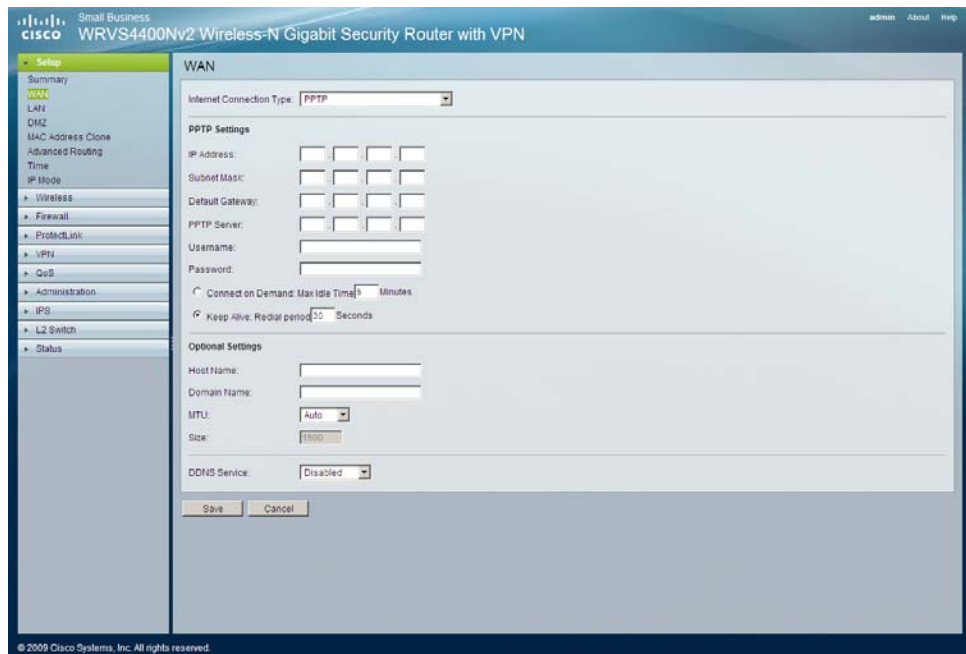 Small Business
admin About Help
CISCO WRVS4400Nv2 Wireless-N Gigabit Security Router with VPN
Setup
Summary
WAN
LAN
DMZ
MAC Address Clone
Advanced Routing
Time
IP Mode
Wireless
Firewall
ProtectLink
VPN
QoS
Administration
IPS
L2 Switch
Status
WAN
Internet Connection Type: PPTP
PPTP Settings
IP Address:
Subnet Mask:
Default Gateway:
PPTP Server:
Username:
Password:
Connect on Demand: Max Idle Time 5 Minutes
Keep Alive: Redial period 30 Seconds
Optional Settings
Host Name:
Domain Name:
MTU: Auto
Size: 1500
DDNS Service: Disabled
Save Cancel
© 2009 Cisco Systems, Inc. All rights reserved.